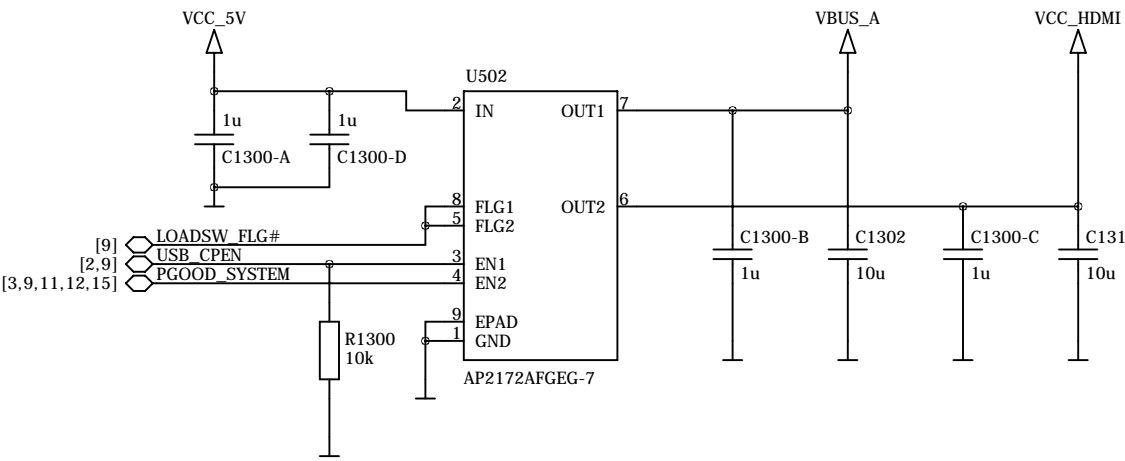 VCC_5V
VBUS_A
VCC_HDMI
U502
2 IN
OUT1 7
1u
C1300-A
1u
C1300-D
8 FLG1
5 FLG2
OUT2 6
[9] LOADSW_FLG#
[2,9] USB_CPEN
[3,9,11,12,15] PGOOD_SYSTEM
3 EN1
4 EN2
C1300-B
1u
C1302
10u
C1300-C
1u
C131
10u
9 EPAD
1 GND
R1300
10k
AP2172AFGEG-7